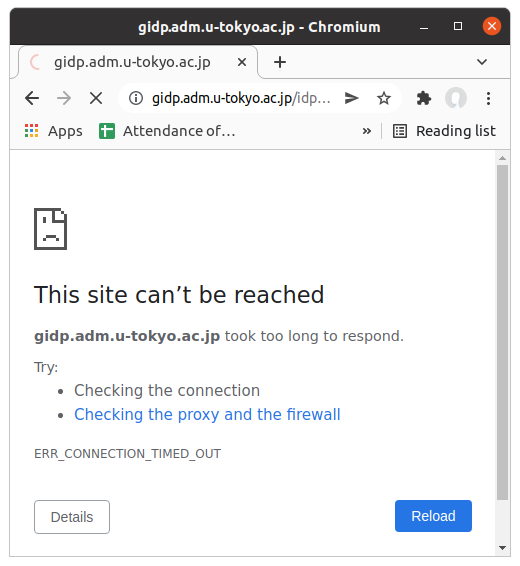 gidp.adm.u-tokyo.ac.jp - Chromium
gidp.adm.u-tokyo.ac.jp
gidp.adm.u-tokyo.ac.jp/idp…
Apps Attendance of… » Reading list
This site can’t be reached
gidp.adm.u-tokyo.ac.jp took too long to respond.
Try:
• Checking the connection
• Checking the proxy and the firewall
ERR_CONNECTION_TIMED_OUT
Details Reload